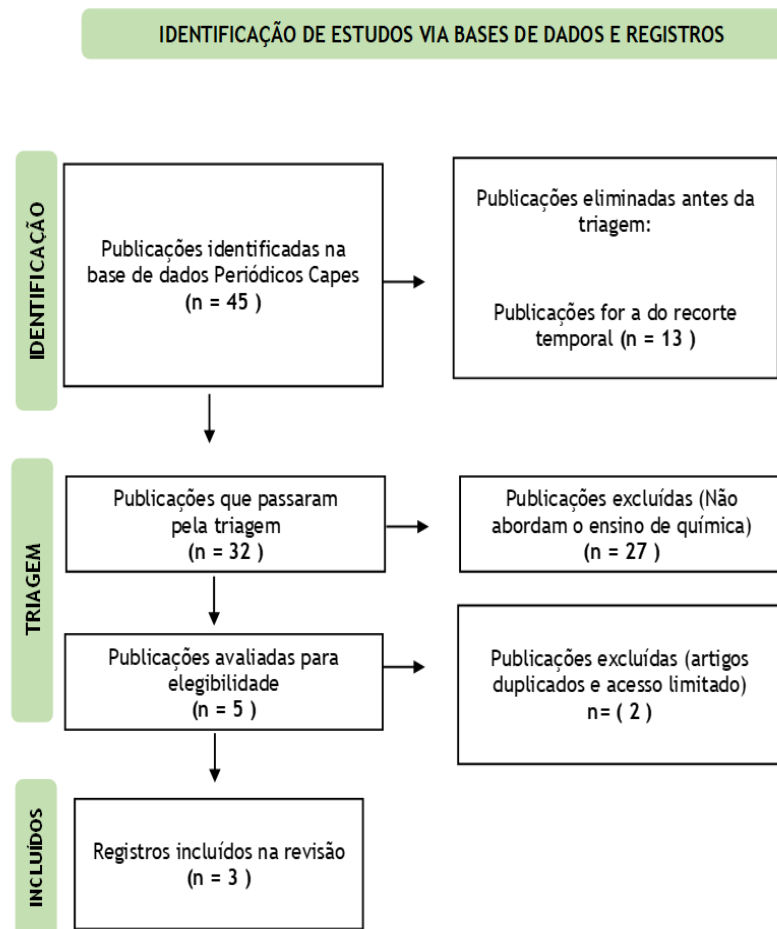 IDENTIFICAÇÃO DE ESTUDOS VIA BASES DE DADOS E REGISTROS
IDENTIFICAÇÃO
Publicações identificadas na
base de dados Periódicos Capes
(n = 45 )
Publicações eliminadas antes da
triagem:
Publicações for a do recorte
temporal (n = 13 )
TRIAGEM
Publicações que passaram
pela triagem
(n = 32 )
Publicações excluídas (Não
abordam o ensino de química)
(n = 27 )
Publicações avaliadas para
elegibilidade
(n = 5 )
Publicações excluídas (artigos
duplicados e acesso limitado)
n= ( 2 )
INCLUÍDOS
Registros incluídos na revisão
(n = 3 )